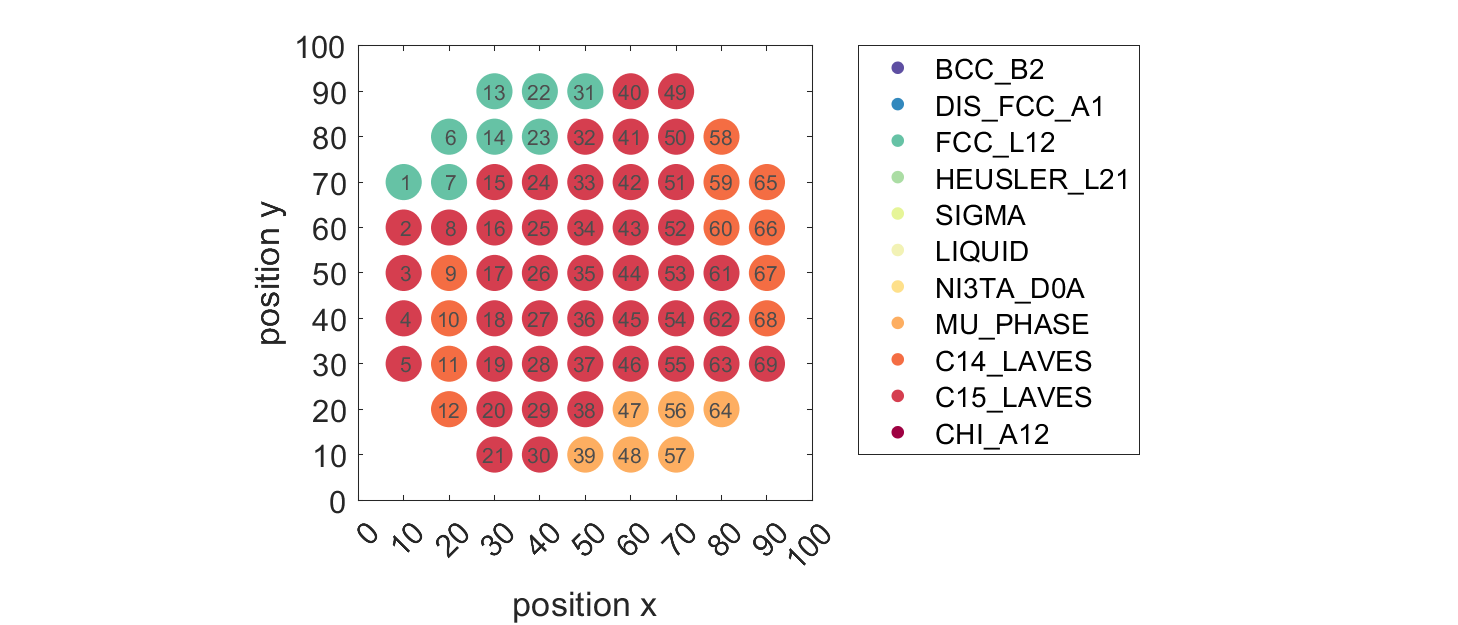 100
90
80
70
60
50
40
30
20
10
0
position y
13 22 31 40 49
6 14 23 32 41 50 58
1 7 15 24 33 42 51 59 65
2 8 16 25 34 43 52 60 66
3 9 17 26 35 44 53 61 67
4 10 18 27 36 45 54 62 68
5 11 19 28 37 46 55 63 69
12 20 29 38 47 56 64
21 30 39 48 57
0 10 20 30 40 50 60 70 80 90 100
position x
BCC_B2
DIS_FCC_A1
FCC_L12
HEUSLER_L21
SIGMA
LIQUID
NI3TA_D0A
MU_PHASE
C14_LAVES
C15_LAVES
CHI_A12